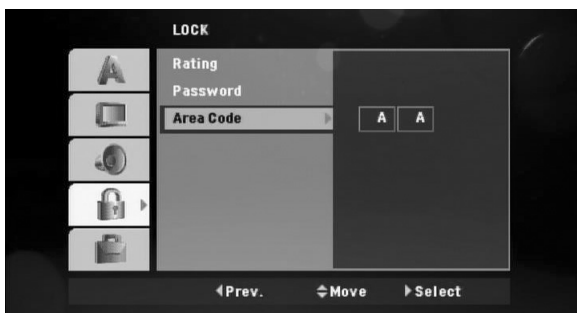 LOCK
Rating
Password
Area Code A A
Prev. Move Select